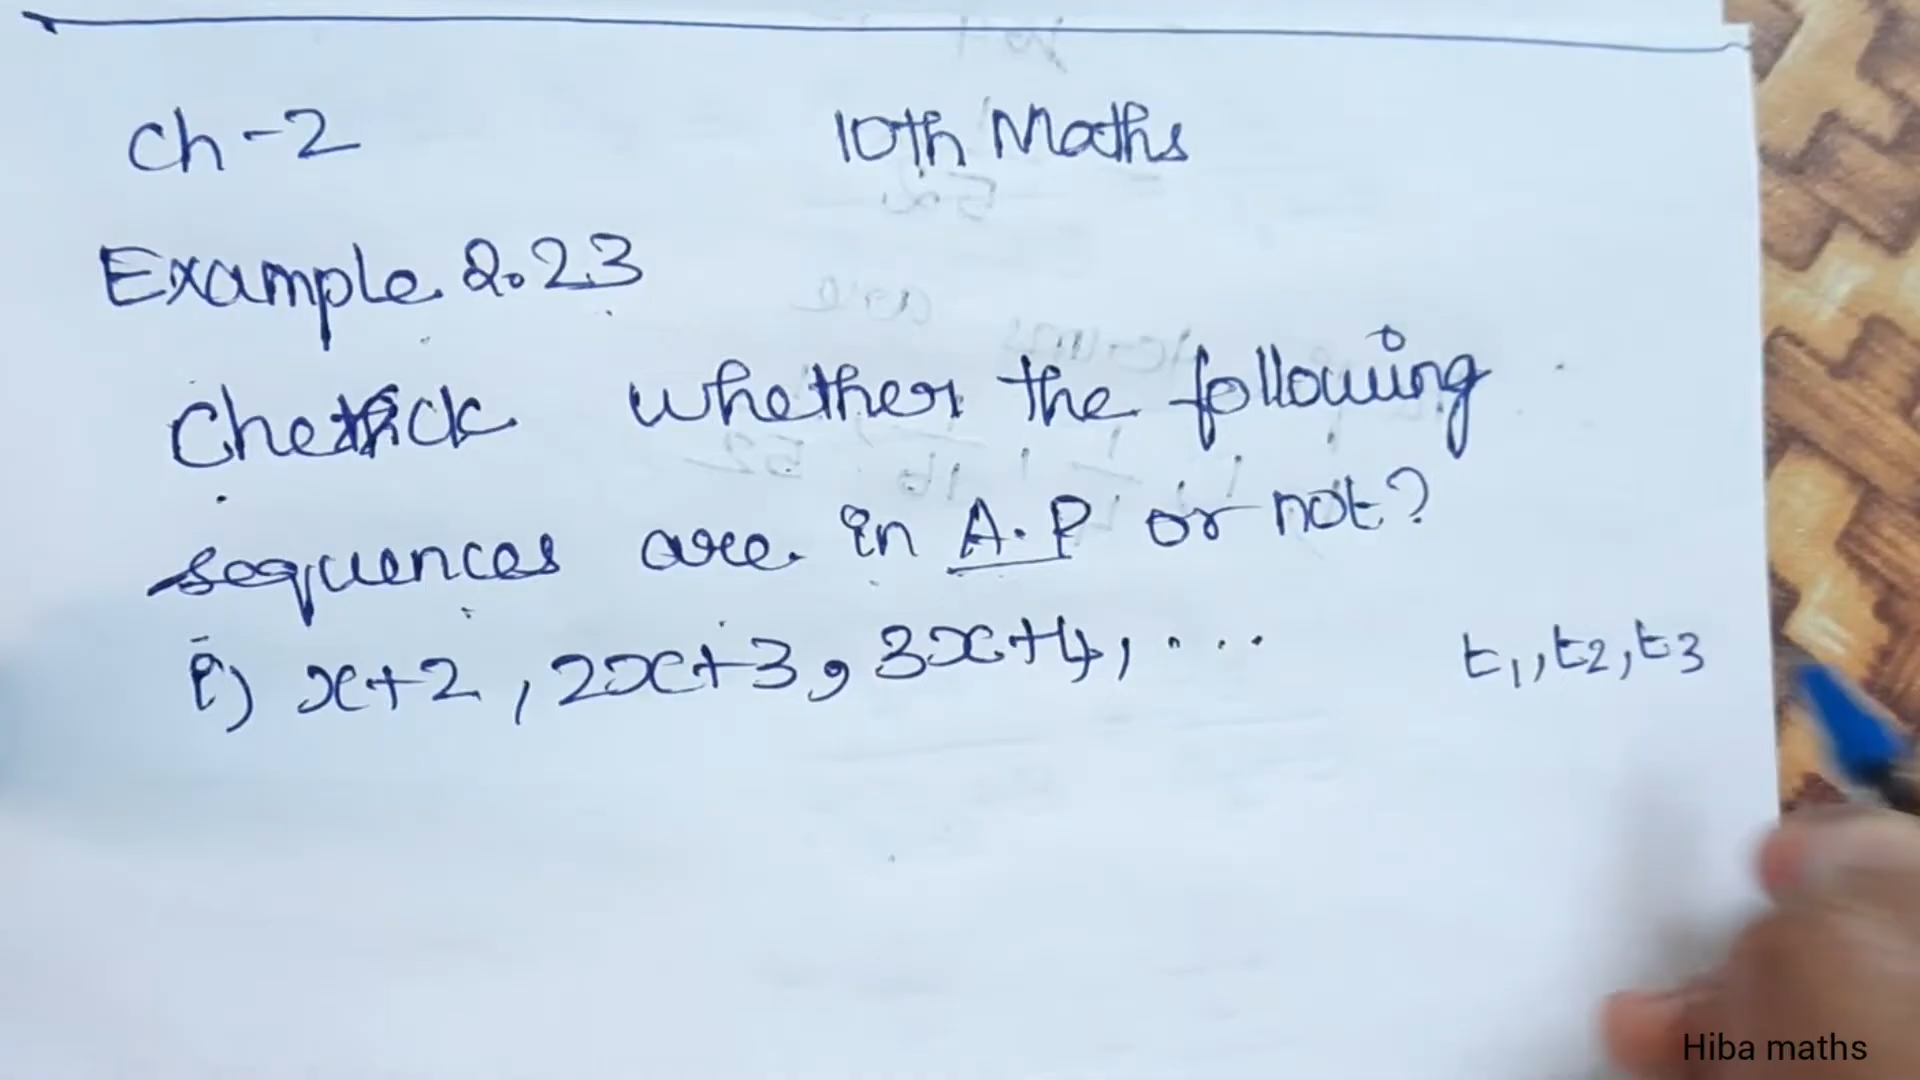 Ch-2 10th Maths
Example 2.23
Check whether the following
sequences are in A.P or not?
i) x+2, 2x+3, 3x+4, ... t1, t2, t3
Hiba maths